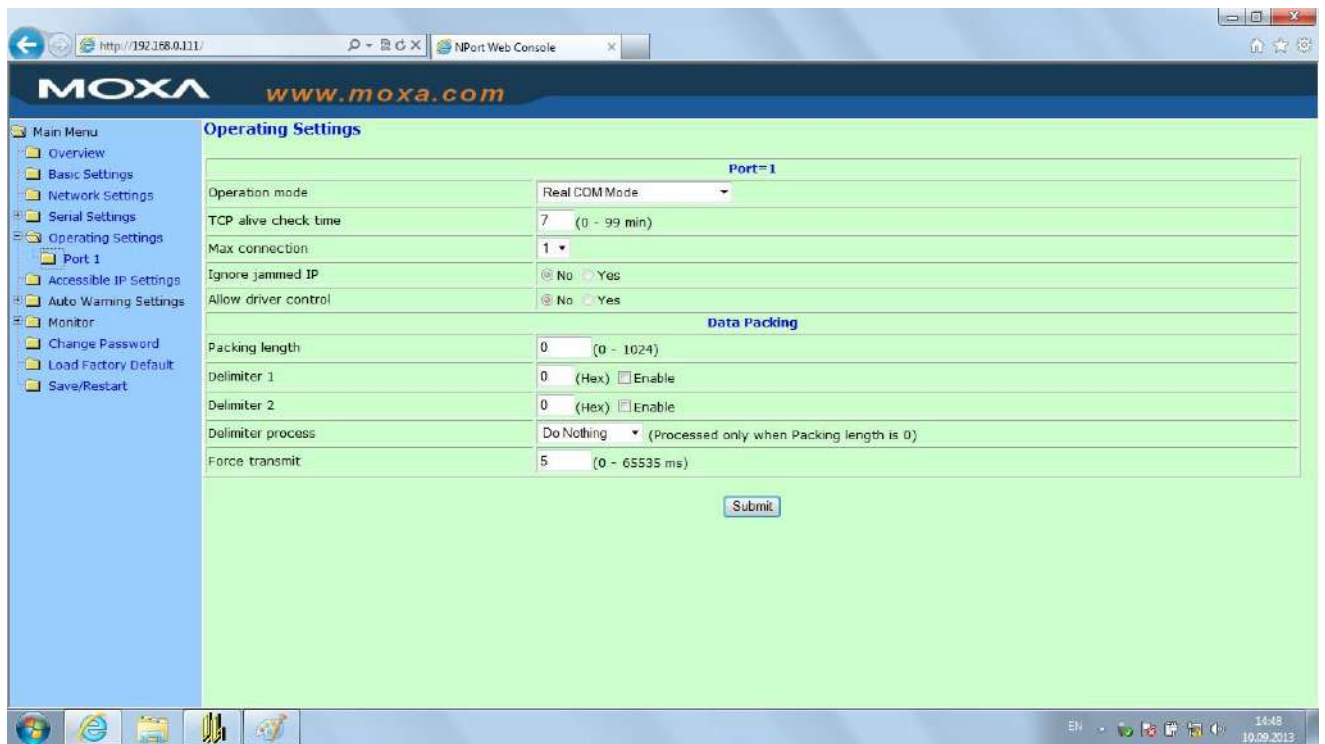 http://192.168.0.111/
NPort Web Console
MOXA www.moxa.com
Main Menu
Overview
Basic Settings
Network Settings
Serial Settings
Operating Settings
Port 1
Accessible IP Settings
Auto Warning Settings
Monitor
Change Password
Load Factory Default
Save/Restart
Operating Settings
Port=1
Operation mode Real COM Mode
TCP alive check time 7 (0 - 99 min)
Max connection 1
Ignore jammed IP No Yes
Allow driver control No Yes
Data Packing
Packing length 0 (0 - 1024)
Delimiter 1 0 (Hex) Enable
Delimiter 2 0 (Hex) Enable
Delimiter process Do Nothing (Processed only when Packing length is 0)
Force transmit 5 (0 - 65535 ms)
Submit
EN
14:48
10.09.2013